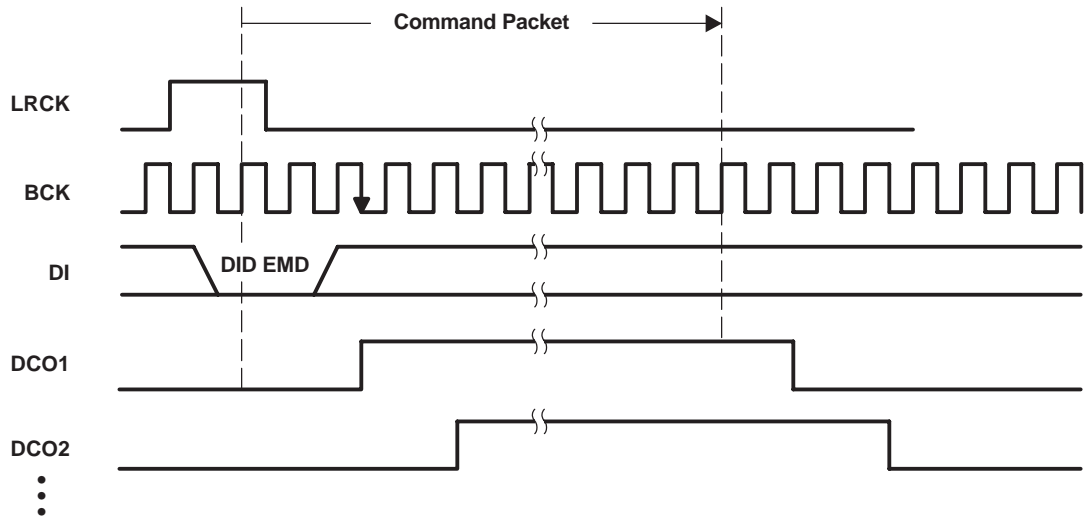 Command Packet
LRCK
BCK
DI
DID EMD
DCO1
DCO2